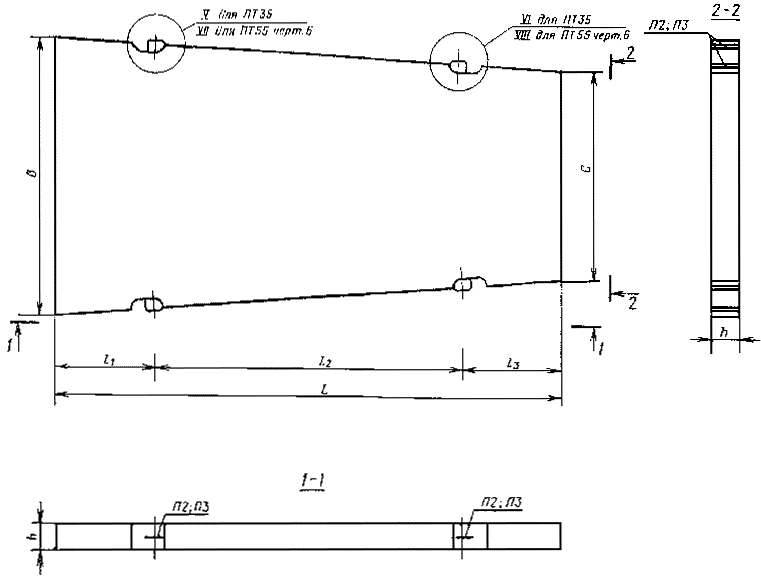 V для ПТ35
VII для ПТ55 черт.6
VI для ПТ35
VIII для ПТ55 черт.6
2-2
П2; П3
2
B
C
2
1
1
l1
l2
l3
L
h
1-1
П2; П3
П2; П3
h